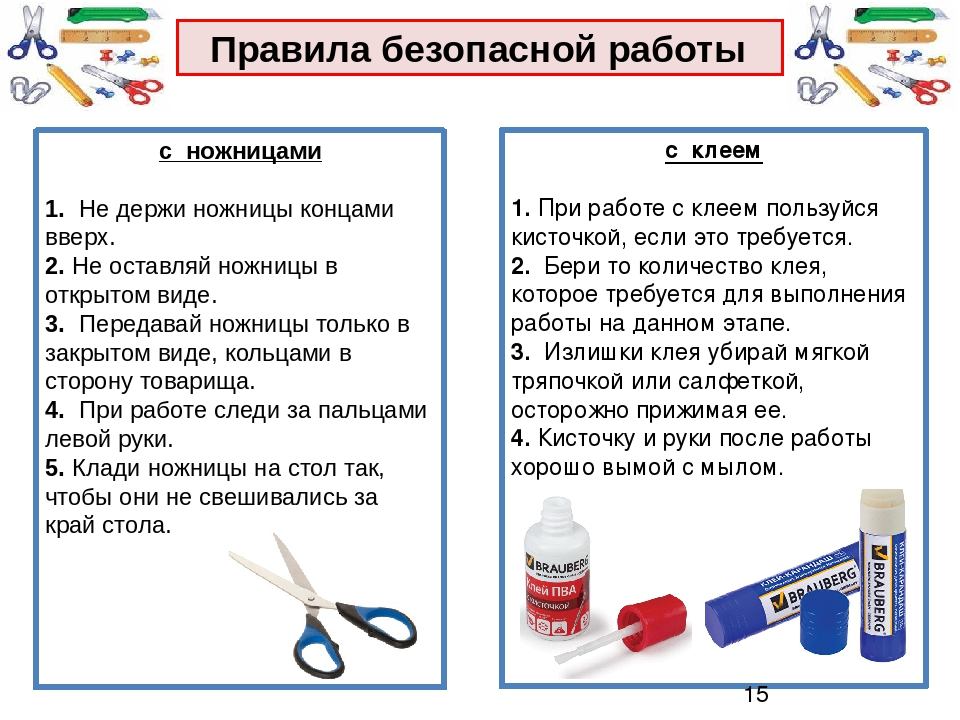 Правила безопасной работы
с ножницами
1. Не держи ножницы концами
вверх.
2. Не оставляй ножницы в
открытом виде.
3. Передавай ножницы только в
закрытом виде, кольцами в
сторону товарища.
4. При работе следи за пальцами
левой руки.
5. Клади ножницы на стол так,
чтобы они не свешивались за
край стола.
с клеем
1. При работе с клеем пользуйся
кисточкой, если это требуется.
2. Бери то количество клея,
которое требуется для выполнения
работы на данном этапе.
3. Излишки клея убирай мягкой
тряпочкой или салфеткой,
осторожно прижимая ее.
4. Кисточку и руки после работы
хорошо вымой с мылом.
BRAUBERG
Клей ПВА
с кисточкой
КЛЕЙ-КАРАНДАШ
BRAUBERG
КЛЕЙ-КАРАНДАШ
BRAUBERG
15